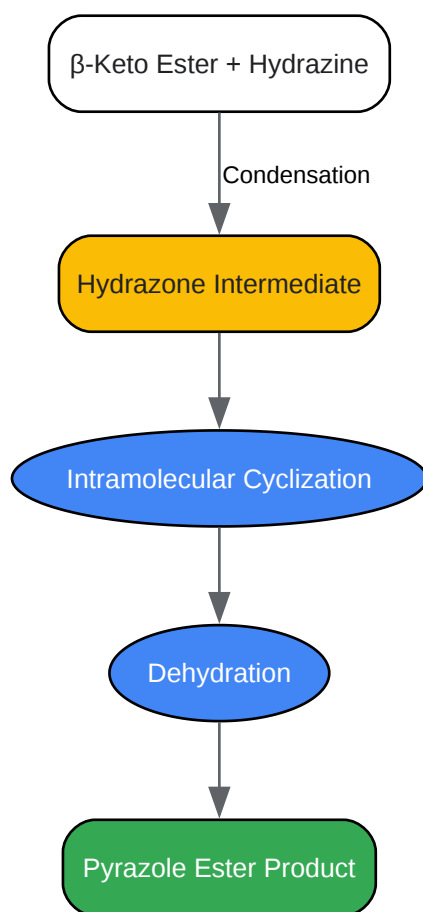 β-Keto Ester + Hydrazine
Condensation
Hydrazone Intermediate
Intramolecular Cyclization
Dehydration
Pyrazole Ester Product